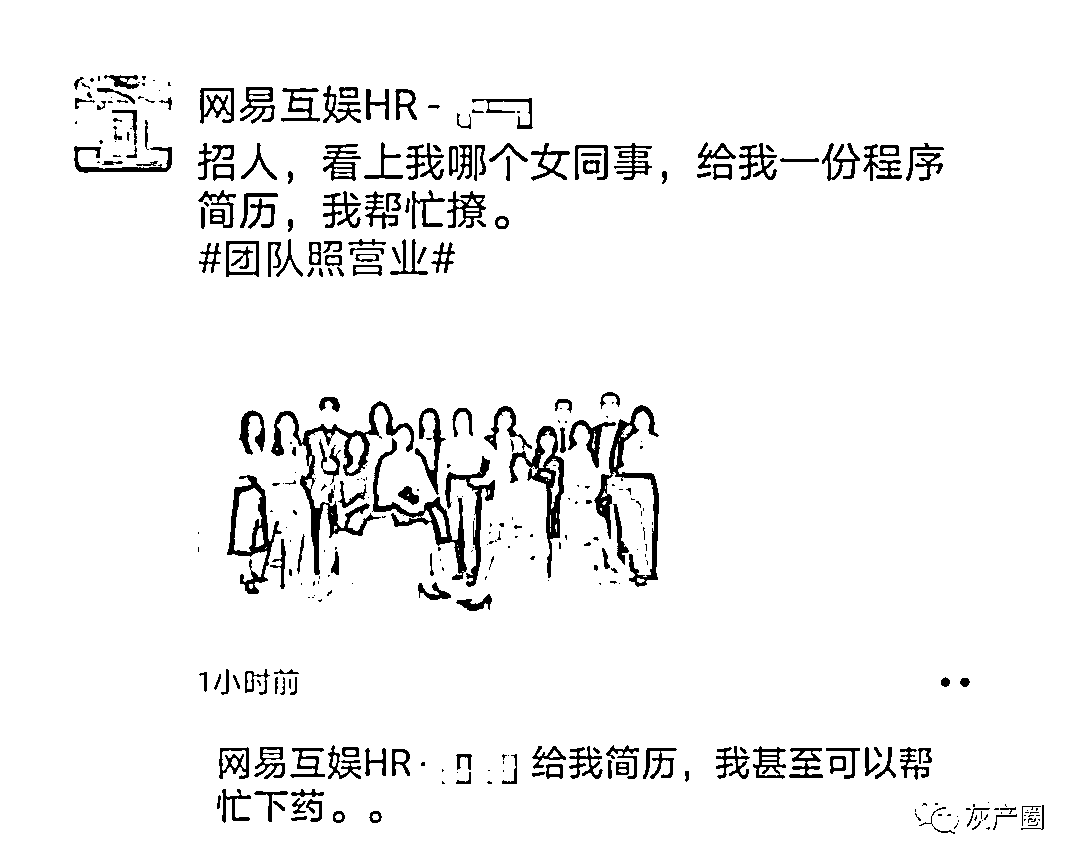 网易互娱HR -
招人，看上我哪个女同事，给我一份程序
简历，我帮忙撩。
#团队照营业#
1小时前
网易互娱HR· 给我简历，我甚至可以帮
忙下药。。
灰产圈